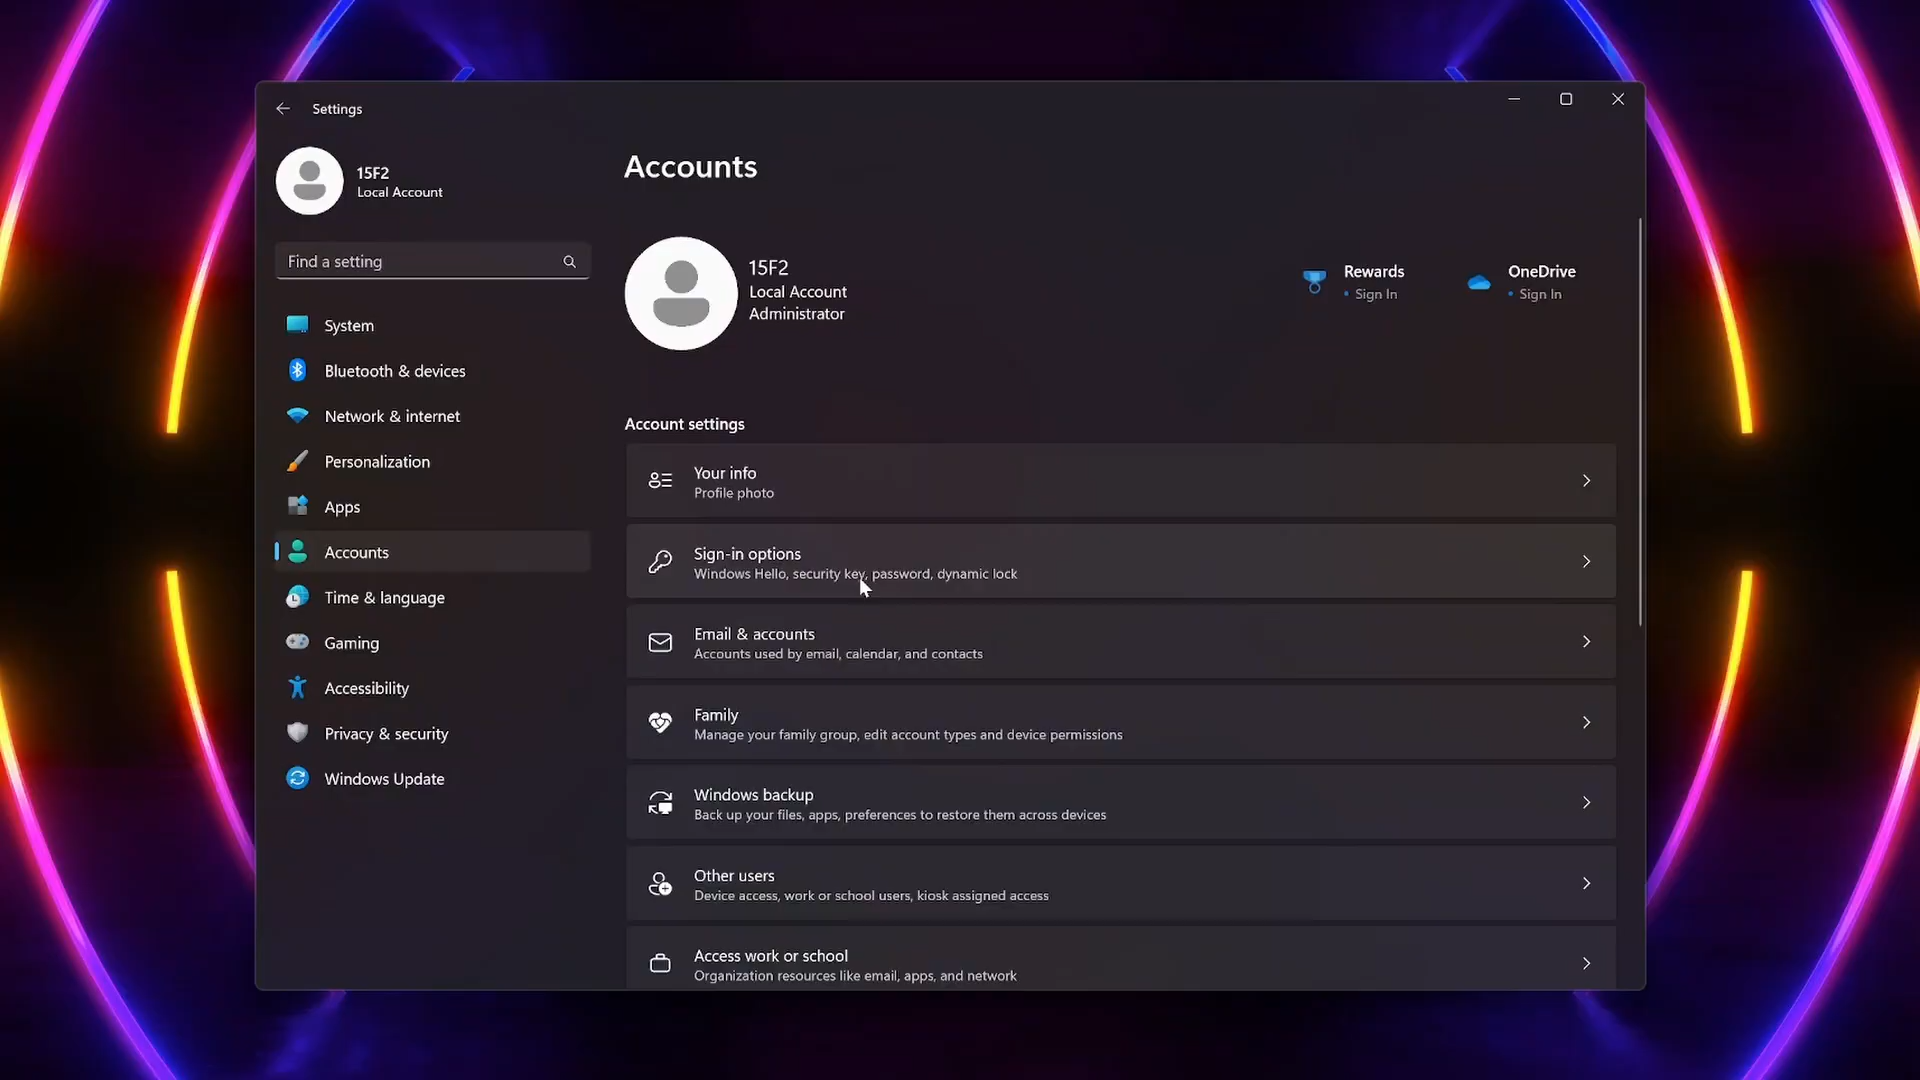 Settings
15F2
Local Account
Find a setting
System
Bluetooth & devices
Network & internet
Personalization
Apps
Accounts
Time & language
Gaming
Accessibility
Privacy & security
Windows Update
Accounts
15F2
Local Account
Administrator
Rewards
Sign In
OneDrive
Sign In
Account settings
Your info
Profile photo
Sign-in options
Windows Hello, security key, password, dynamic lock
Email & accounts
Accounts used by email, calendar, and contacts
Family
Manage your family group, edit account types and device permissions
Windows backup
Back up your files, apps, preferences to restore them across devices
Other users
Device access, work or school users, kiosk assigned access
Access work or school
Organization resources like email, apps, and network